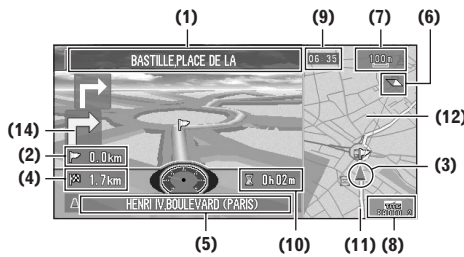 (1)
(9)
(7)
(6)
BASTILLE,PLACE DE LA
06 35
100m
(12)
(14)
(2)
0.0km
(3)
(4)
1.7km
0h02m
HENRI IV,BOULEVARD (PARIS)
(5)
(10)
(11)
(8)